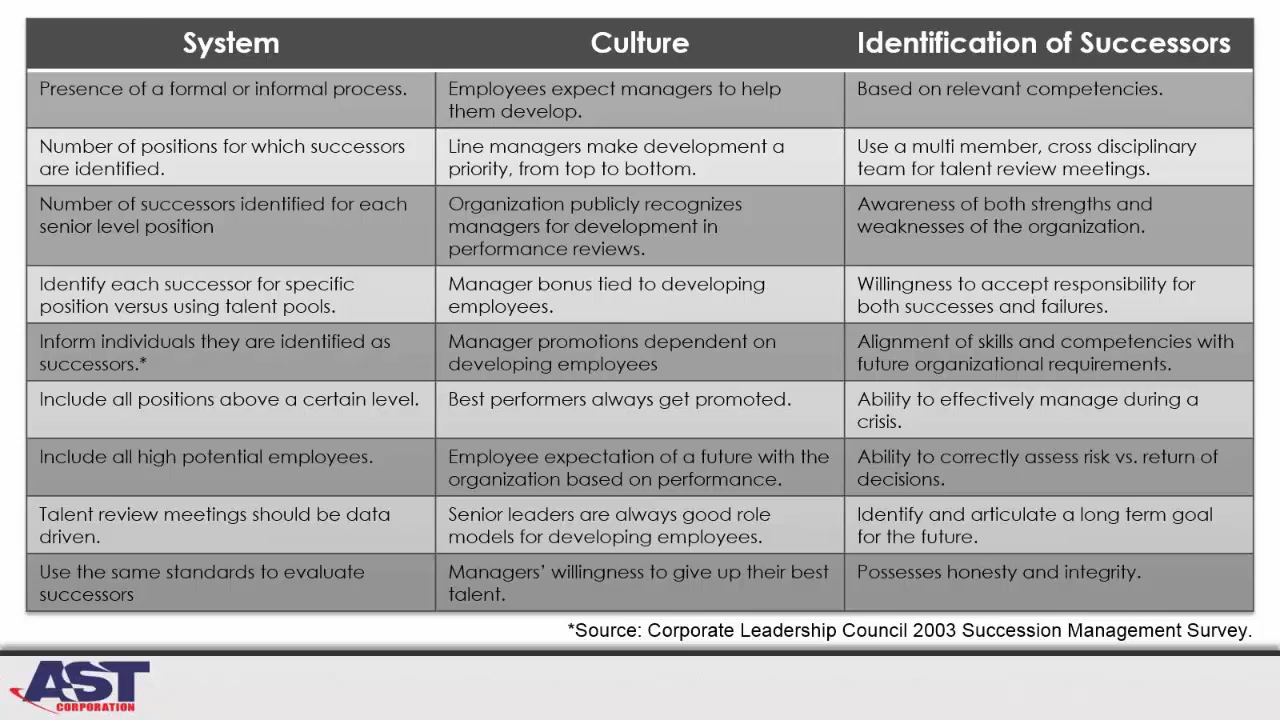 System
Culture
Identification of Successors
Presence of a formal or informal process.
Employees expect managers to help
them develop.
Based on relevant competencies.
Number of positions for which successors
are identified.
Line managers make development a
priority, from top to bottom.
Use a multi member, cross disciplinary
team for talent review meetings.
Number of successors identified for each
senior level position
Organization publicly recognizes
managers for development in
performance reviews.
Awareness of both strengths and
weaknesses of the organization.
Identify each successor for specific
position versus using talent pools.
Manager bonus tied to developing
employees.
Willingness to accept responsibility for
both successes and failures.
Inform individuals they are identified as
successors.*
Manager promotions dependent on
developing employees
Alignment of skills and competencies with
future organizational requirements.
Include all positions above a certain level.
Best performers always get promoted.
Ability to effectively manage during a
crisis.
Include all high potential employees.
Employee expectation of a future with the
organization based on performance.
Ability to correctly assess risk vs. return of
decisions.
Talent review meetings should be data
driven.
Senior leaders are always good role
models for developing employees.
Identify and articulate a long term goal
for the future.
Use the same standards to evaluate
successors
Managers’ willingness to give up their best
talent.
Possesses honesty and integrity.
*Source: Corporate Leadership Council 2003 Succession Management Survey.
AST
CORPORATION